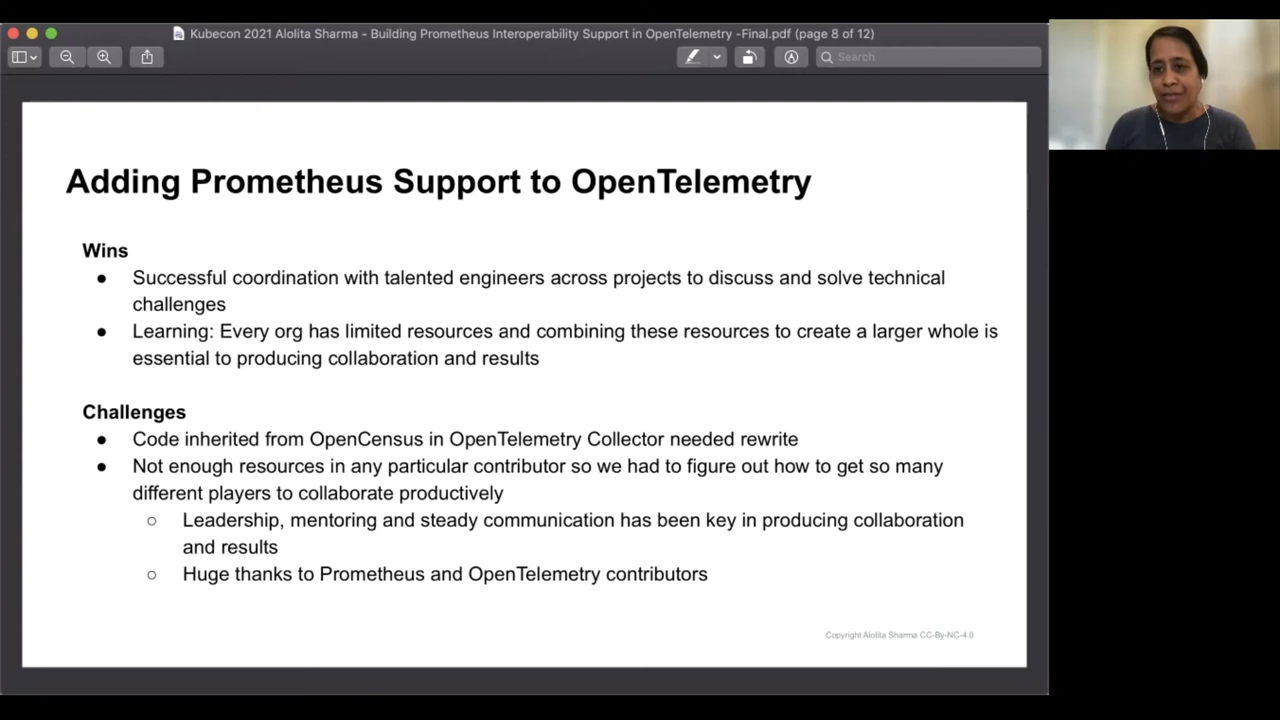 Kubecon 2021 Alolita Sharma - Building Prometheus Interoperability Support in OpenTelemetry -Final.pdf (page 8 of 12)
Search
Adding Prometheus Support to OpenTelemetry
Wins
● Successful coordination with talented engineers across projects to discuss and solve technical
challenges
● Learning: Every org has limited resources and combining these resources to create a larger whole is
essential to producing collaboration and results
Challenges
● Code inherited from OpenCensus in OpenTelemetry Collector needed rewrite
● Not enough resources in any particular contributor so we had to figure out how to get so many
different players to collaborate productively
○ Leadership, mentoring and steady communication has been key in producing collaboration
and results
○ Huge thanks to Prometheus and OpenTelemetry contributors
Copyright Alolita Sharma CC-By-NC-4.0